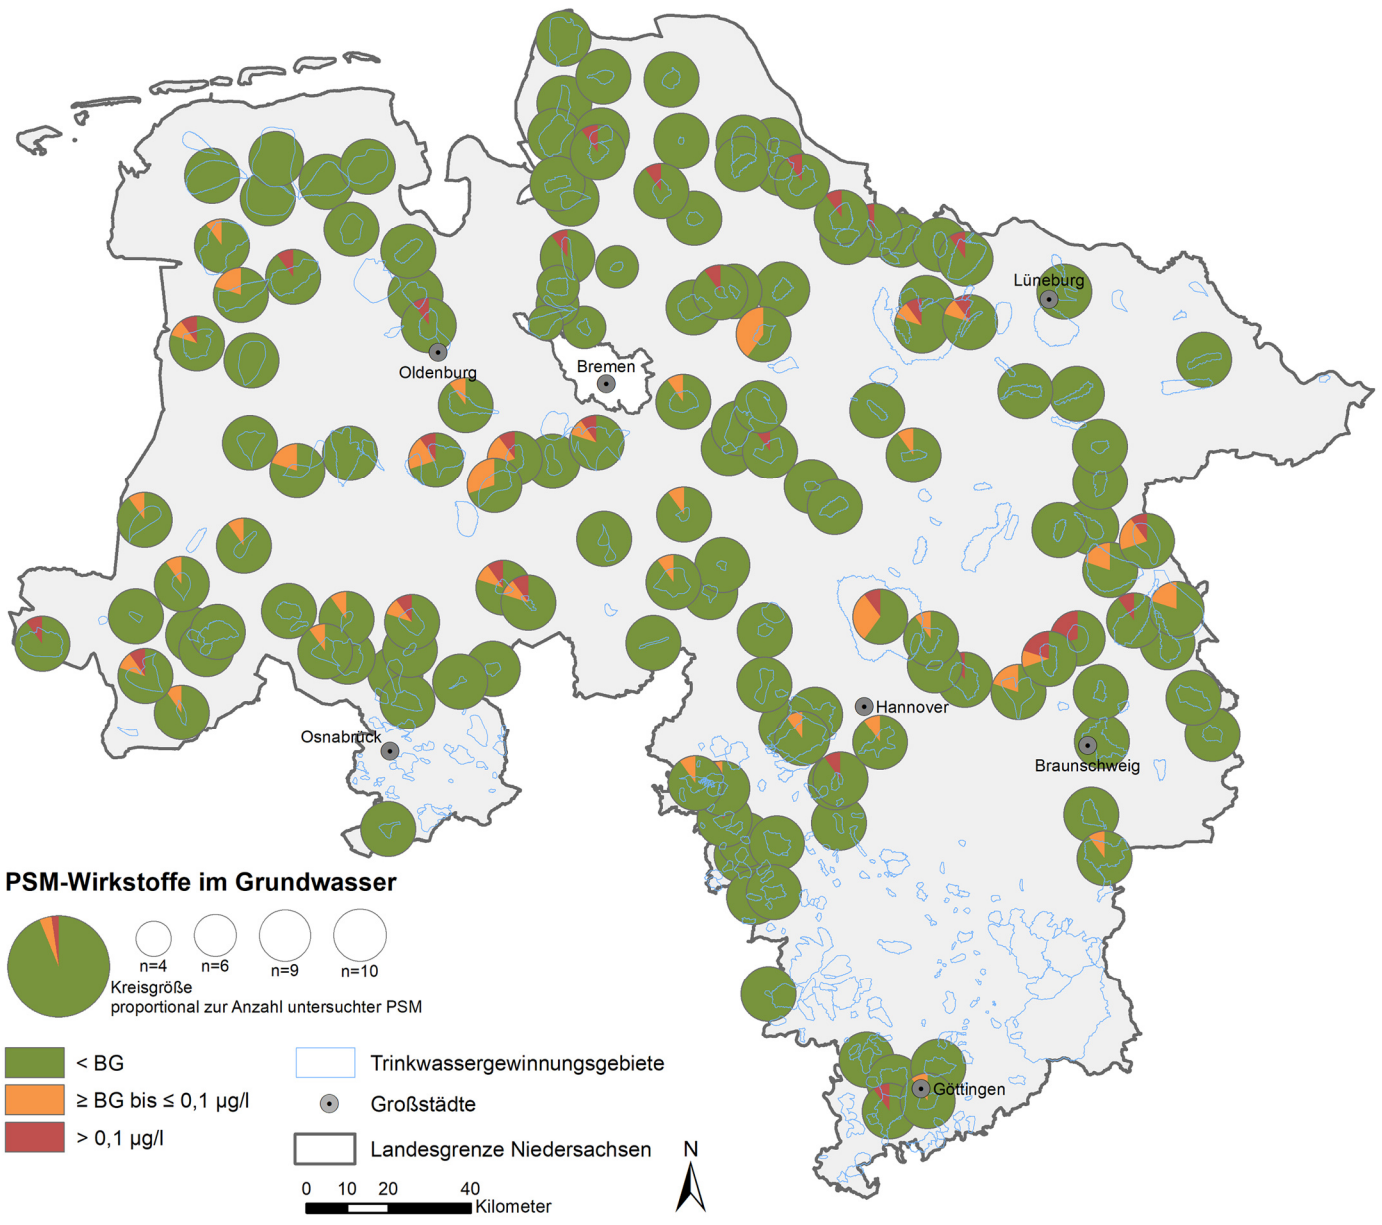 Lüneburg
Oldenburg
Bremen
Hannover
Osnabrück
Braunschweig
Göttingen
PSM-Wirkstoffe im Grundwasser
n=4
n=6
n=9
n=10
Kreisgröße
proportional zur Anzahl untersuchter PSM
< BG
≥ BG bis ≤ 0,1 µg/l
> 0,1 µg/l
Trinkwassergewinnungsgebiete
Großstädte
Landesgrenze Niedersachsen
0 10 20 40
Kilometer
N